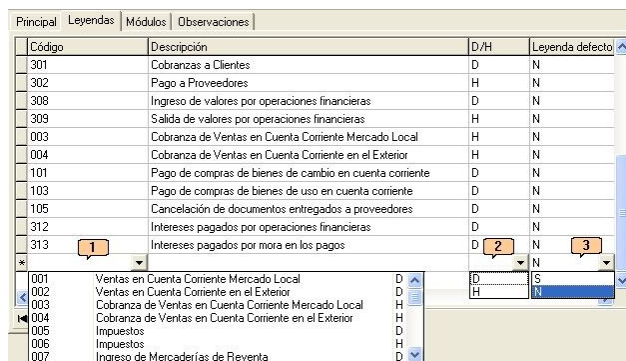 Principal Leyendas Módulos Observaciones
Código Descripción D/H Leyenda defecto
301 Cobranzas a Clientes D N
302 Pago a Proveedores H N
308 Ingreso de valores por operaciones financieras D N
309 Salida de valores por operaciones financieras H N
003 Cobranza de Ventas en Cuenta Corriente Mercado Local H N
004 Cobranza de Ventas en Cuenta Corriente en el Exterior H N
101 Pago de compras de bienes de cambio en cuenta corriente D N
103 Pago de compras de bienes de uso en cuenta corriente D N
105 Cancelación de documentos entregados a proveedores D N
312 Intereses pagados por operaciones financieras D N
313 Intereses pagados por mora en los pagos D N
1 2 3
* N
001 Ventas en Cuenta Corriente Mercado Local D D S
002 Ventas en Cuenta Corriente en el Exterior D H N
003 Cobranza de Ventas en Cuenta Corriente Mercado Local H
004 Cobranza de Ventas en Cuenta Corriente en el Exterior H
005 Impuestos D
006 Impuestos H
007 Ingreso de Mercaderías de Reventa D